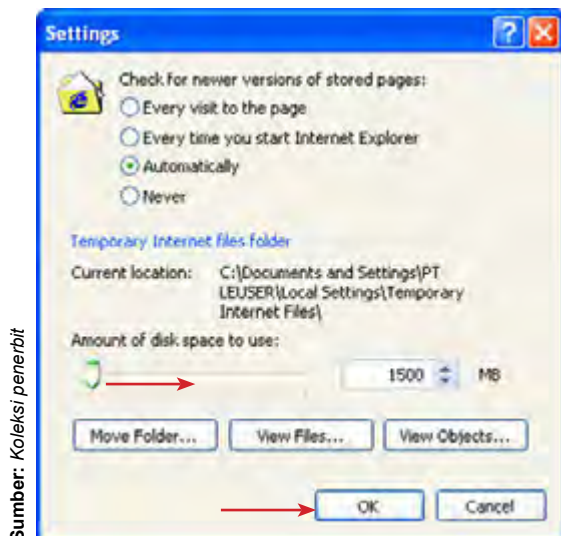 Settings
Check for newer versions of stored pages:
Every visit to the page
Every time you start Internet Explorer
Automatically
Never
Temporary Internet files folder
Current location: C:\Documents and Settings\PT
LEUSER\Local Settings\Temporary
Internet Files\
Amount of disk space to use:
1500 MB
Move Folder... View Files... View Objects...
OK Cancel
Sumber: Koleksi penerbit